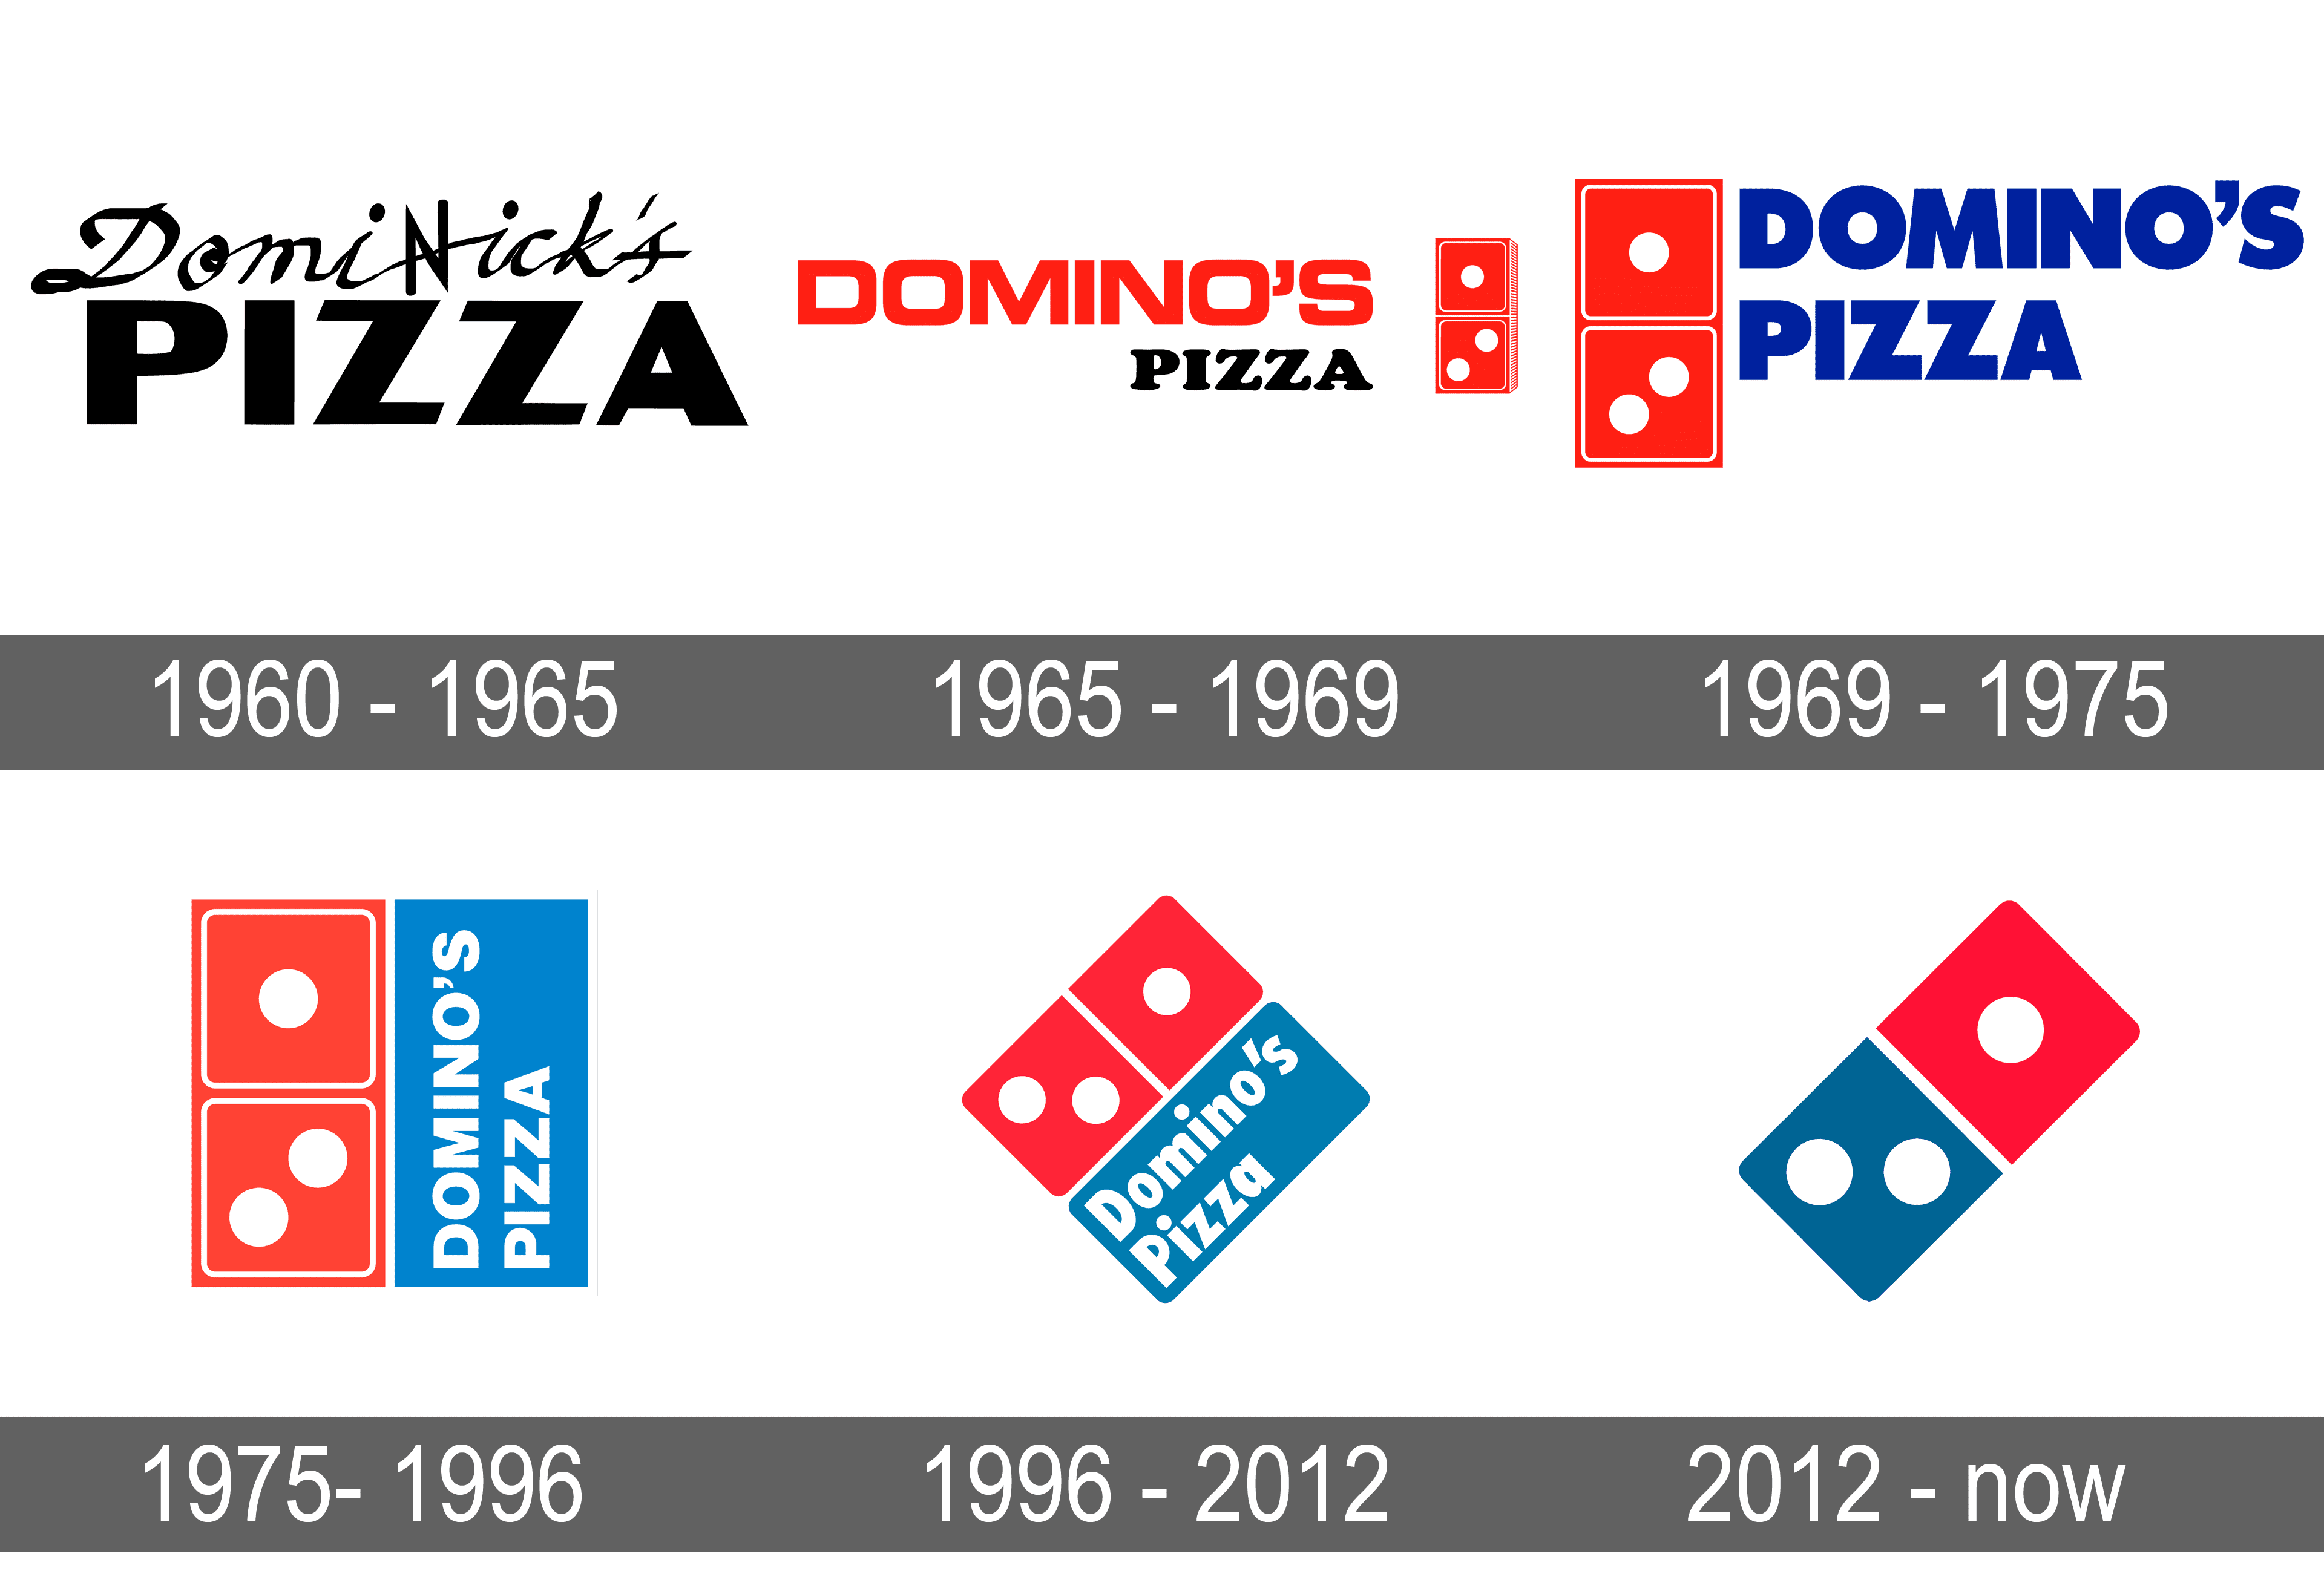 DomiNick's
PIZZA
DOMINO'S
PIZZA
DOMINO'S
PIZZA
1960 - 1965
1965 - 1969
1969 - 1975
DOMINO'S
PIZZA
Domino's
Pizza
1975- 1996
1996 - 2012
2012 - now